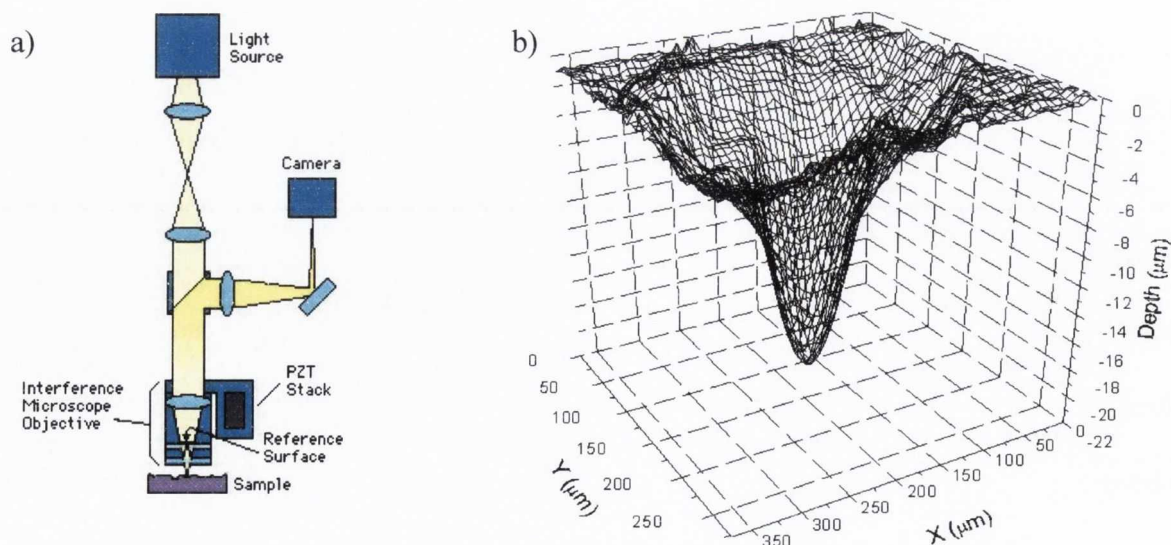 a)
Light
Source
Camera
Interference
Microscope
Objective
PZT
Stack
Reference
Surface
Sample
b)
0
-2
-4
-6
-8
-10
-12
-14
-16
-18
-20
-22
Depth (μm)
0
50
100
150
200
250
Y (μm)
350
300
250
200
150
100
50
0
X (μm)